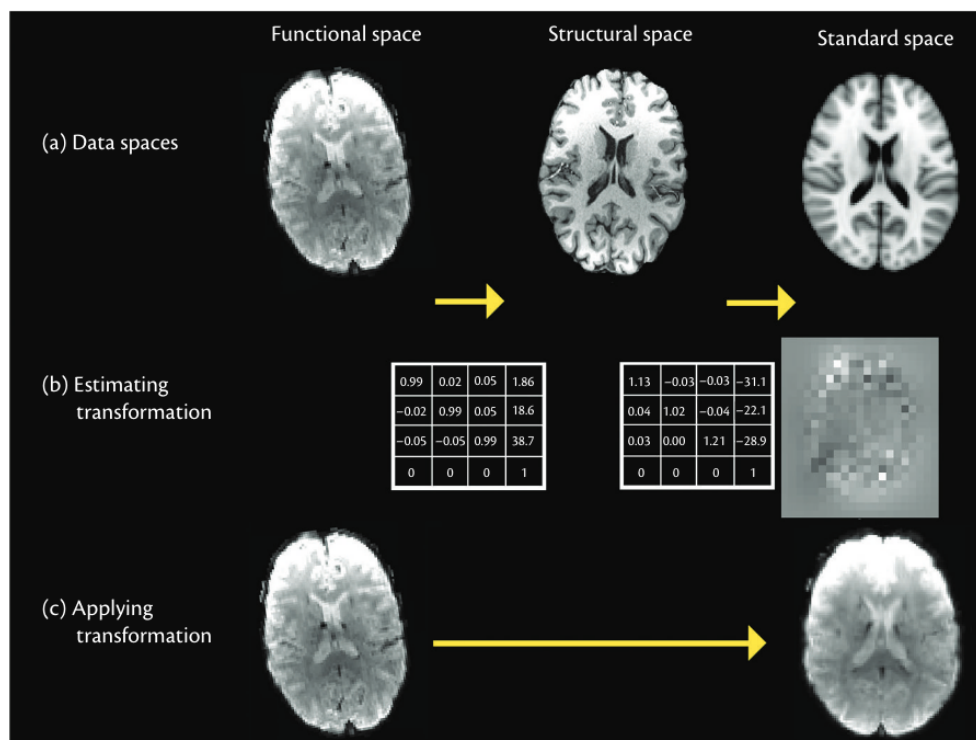 Functional space
Structural space
Standard space
(a) Data spaces
(b) Estimating
transformation
0.99 0.02 0.05 1.86
−0.02 0.99 0.05 18.6
−0.05 −0.05 0.99 38.7
0 0 0 1
1.13 −0.03 −0.03 −31.1
0.04 1.02 −0.04 −22.1
0.03 0.00 1.21 −28.9
0 0 0 1
(c) Applying
transformation